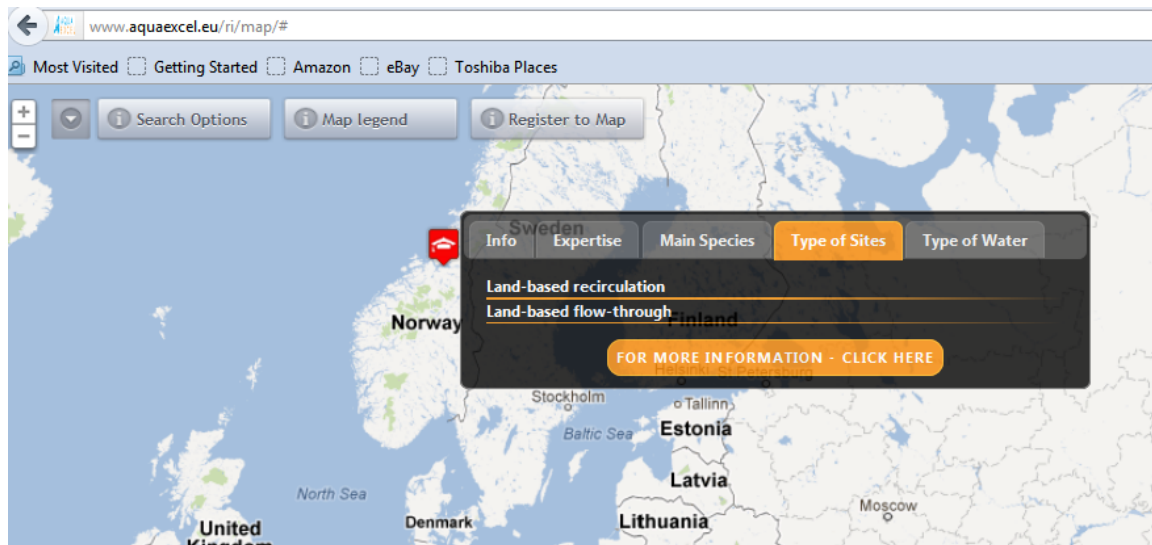 www.aquaexcel.eu/ri/map/#
Most Visited Getting Started Amazon eBay Toshiba Places
+ Search Options Map legend Register to Map
−
Sweden
Info Expertise Main Species Type of Sites Type of Water
Land-based recirculation
Land-based flow-through
Finland
Norway
FOR MORE INFORMATION - CLICK HERE
Helsinki St Petersburg
Stockholm
Tallinn
Baltic Sea Estonia
Latvia
North Sea
Moscow
Denmark
Lithuania
United
Kingdom